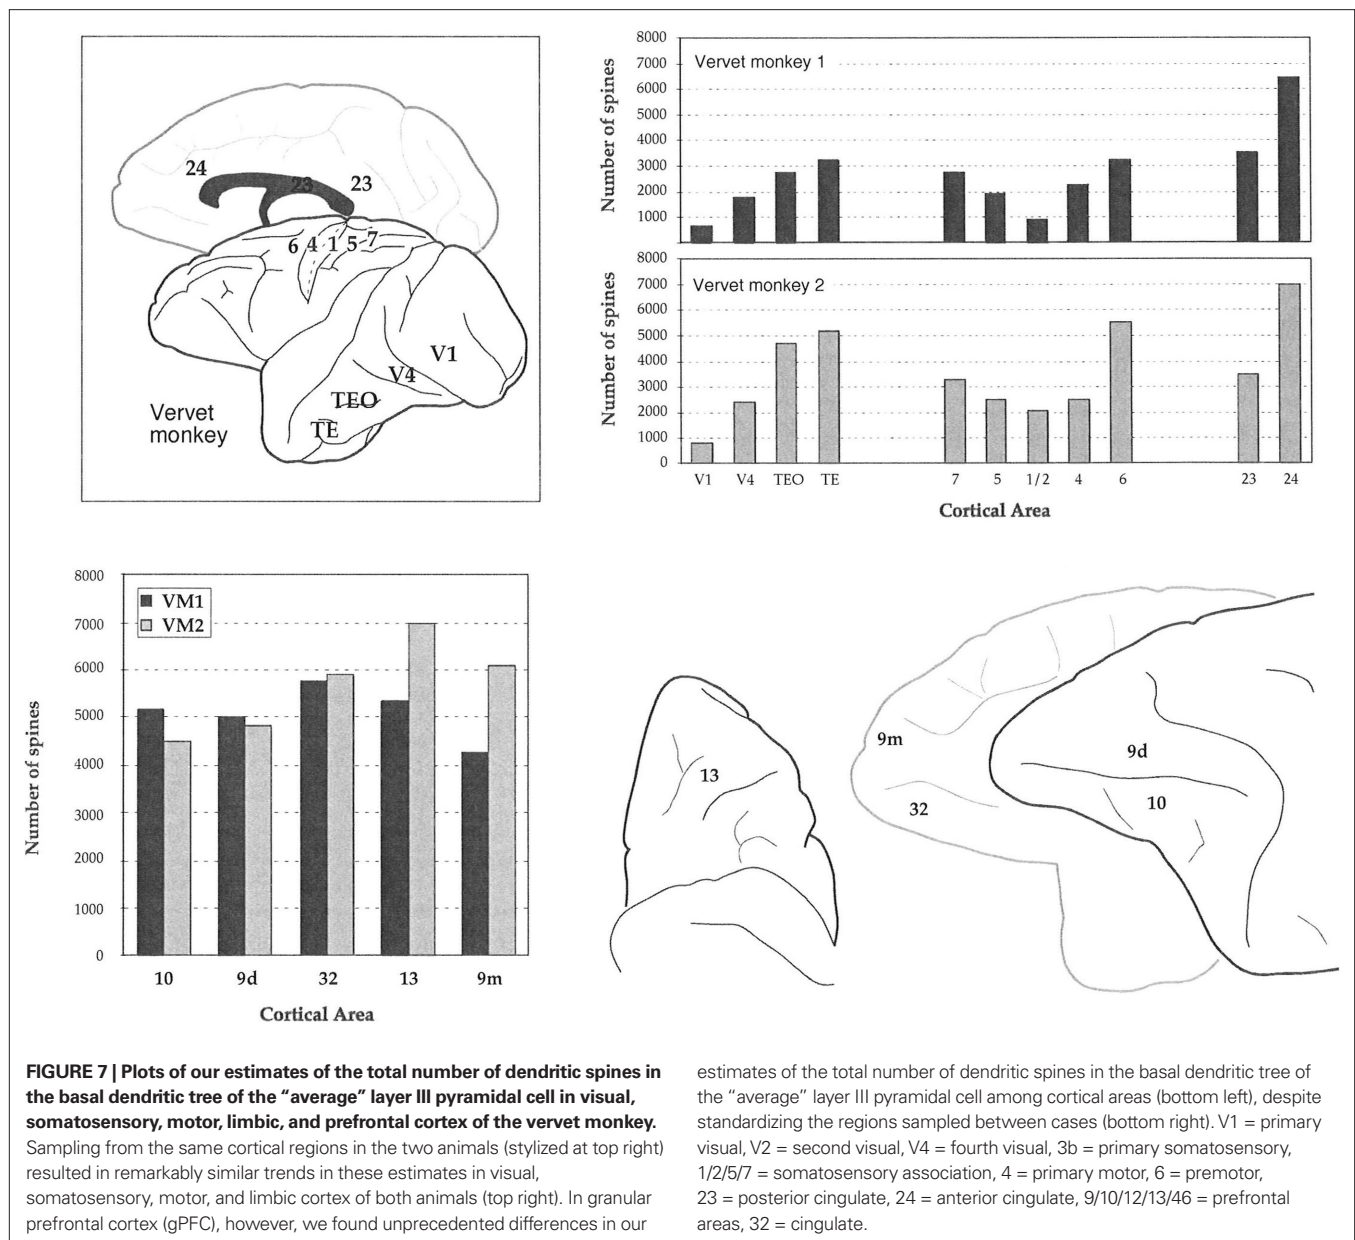 24
23
23
6 4 1 5 7
V1
V4
TEO
TE
Vervet
monkey
8000
7000
6000
5000
4000
3000
2000
1000
Number of spines
Vervet monkey 1
8000
7000
6000
5000
4000
3000
2000
1000
0
Number of spines
Vervet monkey 2
V1 V4 TEO TE 7 5 1/2 4 6 23 24
Cortical Area
8000
7000
6000
5000
4000
3000
2000
1000
0
Number of spines
VM1
VM2
10 9d 32 13 9m
Cortical Area
13
9m
32
9d
10
FIGURE 7 | Plots of our estimates of the total number of dendritic spines in
the basal dendritic tree of the “average” layer III pyramidal cell in visual,
somatosensory, motor, limbic, and prefrontal cortex of the vervet monkey.
Sampling from the same cortical regions in the two animals (stylized at top right)
resulted in remarkably similar trends in these estimates in visual,
somatosensory, motor, and limbic cortex of both animals (top right). In granular
prefrontal cortex (gPFC), however, we found unprecedented differences in our
estimates of the total number of dendritic spines in the basal dendritic tree of
the “average” layer III pyramidal cell among cortical areas (bottom left), despite
standardizing the regions sampled between cases (bottom right). V1 = primary
visual, V2 = second visual, V4 = fourth visual, 3b = primary somatosensory,
1/2/5/7 = somatosensory association, 4 = primary motor, 6 = premotor,
23 = posterior cingulate, 24 = anterior cingulate, 9/10/12/13/46 = prefrontal
areas, 32 = cingulate.